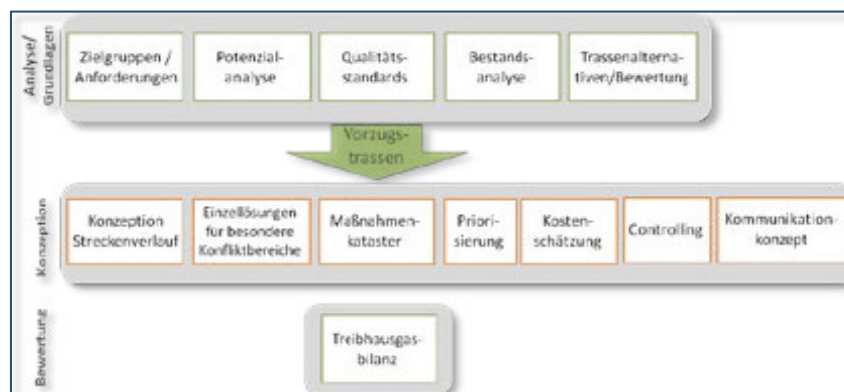 Analyse/
Grundlagen
Zielgruppen /
Anforderungen
Potenzial-
analyse
Qualitäts-
standards
Bestands-
analyse
Trassenalterna-
tiven/Bewertung
Vorzugs-
trassen
Konzeption
Konzeption
Streckenverlauf
Einzellösungen
für besondere
Konfliktbereiche
Maßnahmen-
kataster
Priori-
sierung
Kosten-
schätzung
Controlling
Kommunikation-
konzept
Bewertung
Treibhausgas-
bilanz